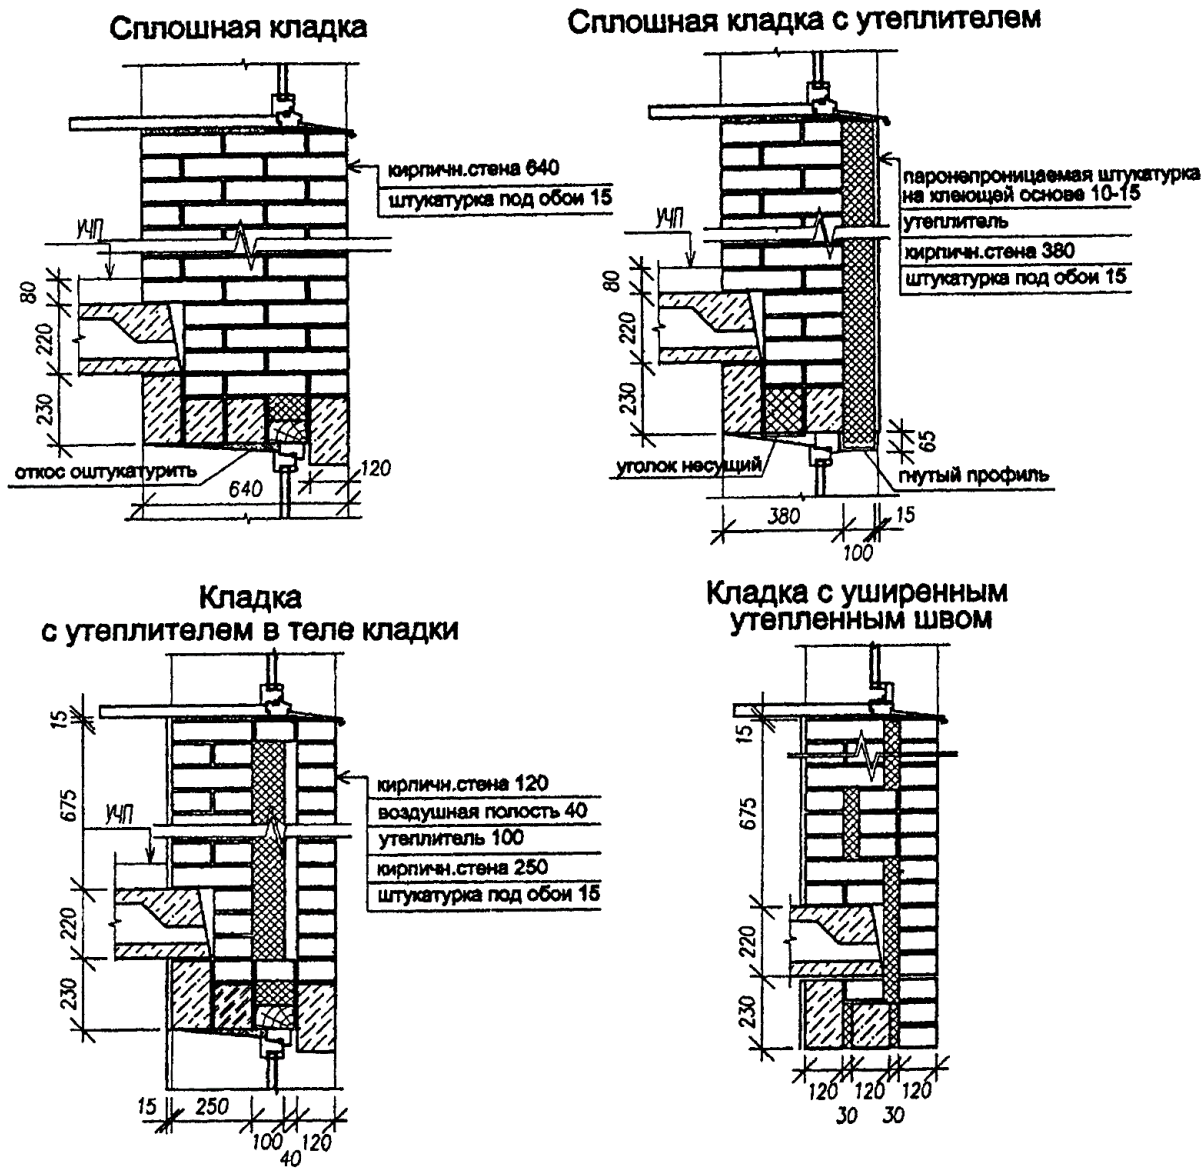 Сплошная кладка
кирпичн.стена 640
штукатурка под обои 15
УЧП
80
220
230
откос оштукатурить
120
640
Сплошная кладка с утеплителем
паронепроницаемая штукатурка
на клеющей основе 10-15
утеплитель
кирпичн.стена 380
штукатурка под обои 15
УЧП
80
220
230
65
уголок несущий
гнутый профиль
380
15
100
Кладка
с утеплителем в теле кладки
15
675
УЧП
220
230
кирпичн.стена 120
воздушная полость 40
утеплитель 100
кирпичн.стена 250
штукатурка под обои 15
15
250
100
120
40
Кладка с уширенным
утепленным швом
15
675
220
230
120
120
120
30
30